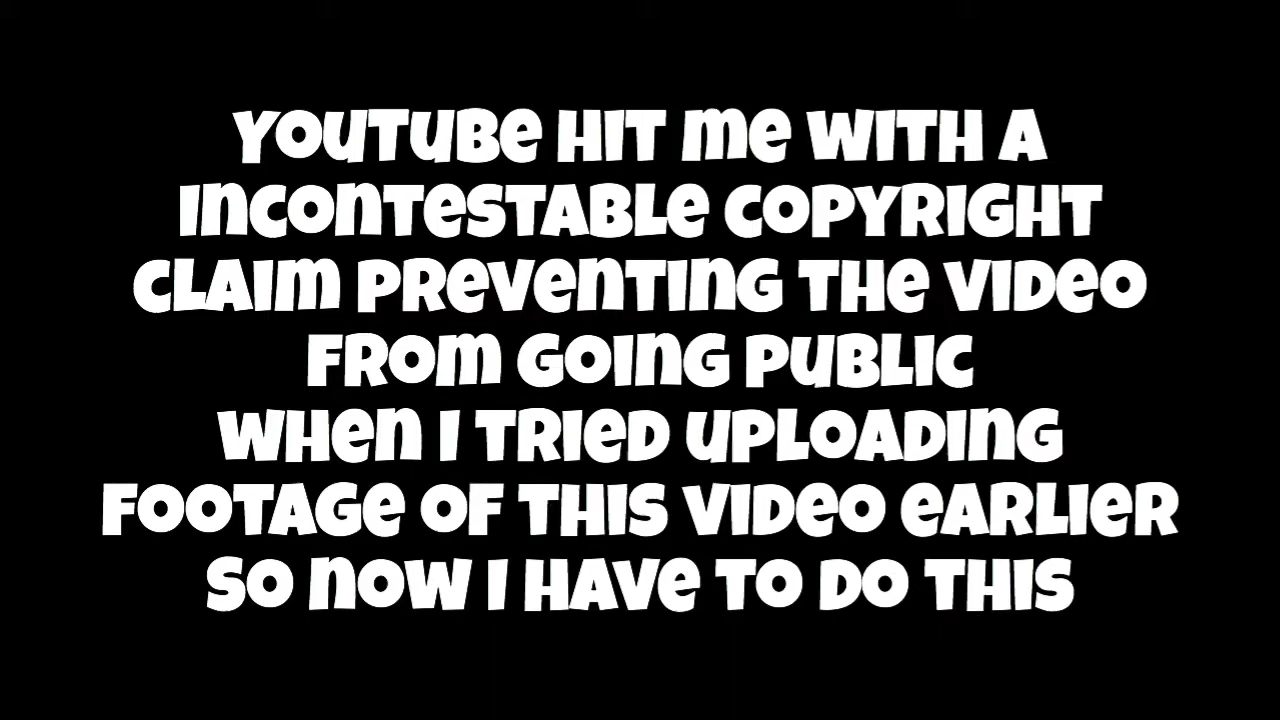 YOUTUBE HIT ME WITH A
INCONTESTABLE COPYRIGHT
CLAIM PREVENTING THE VIDEO
FROM GOING PUBLIC
WHEN I TRIED UPLOADING
FOOTAGE OF THIS VIDEO EARLIER
SO NOW I HAVE TO DO THIS